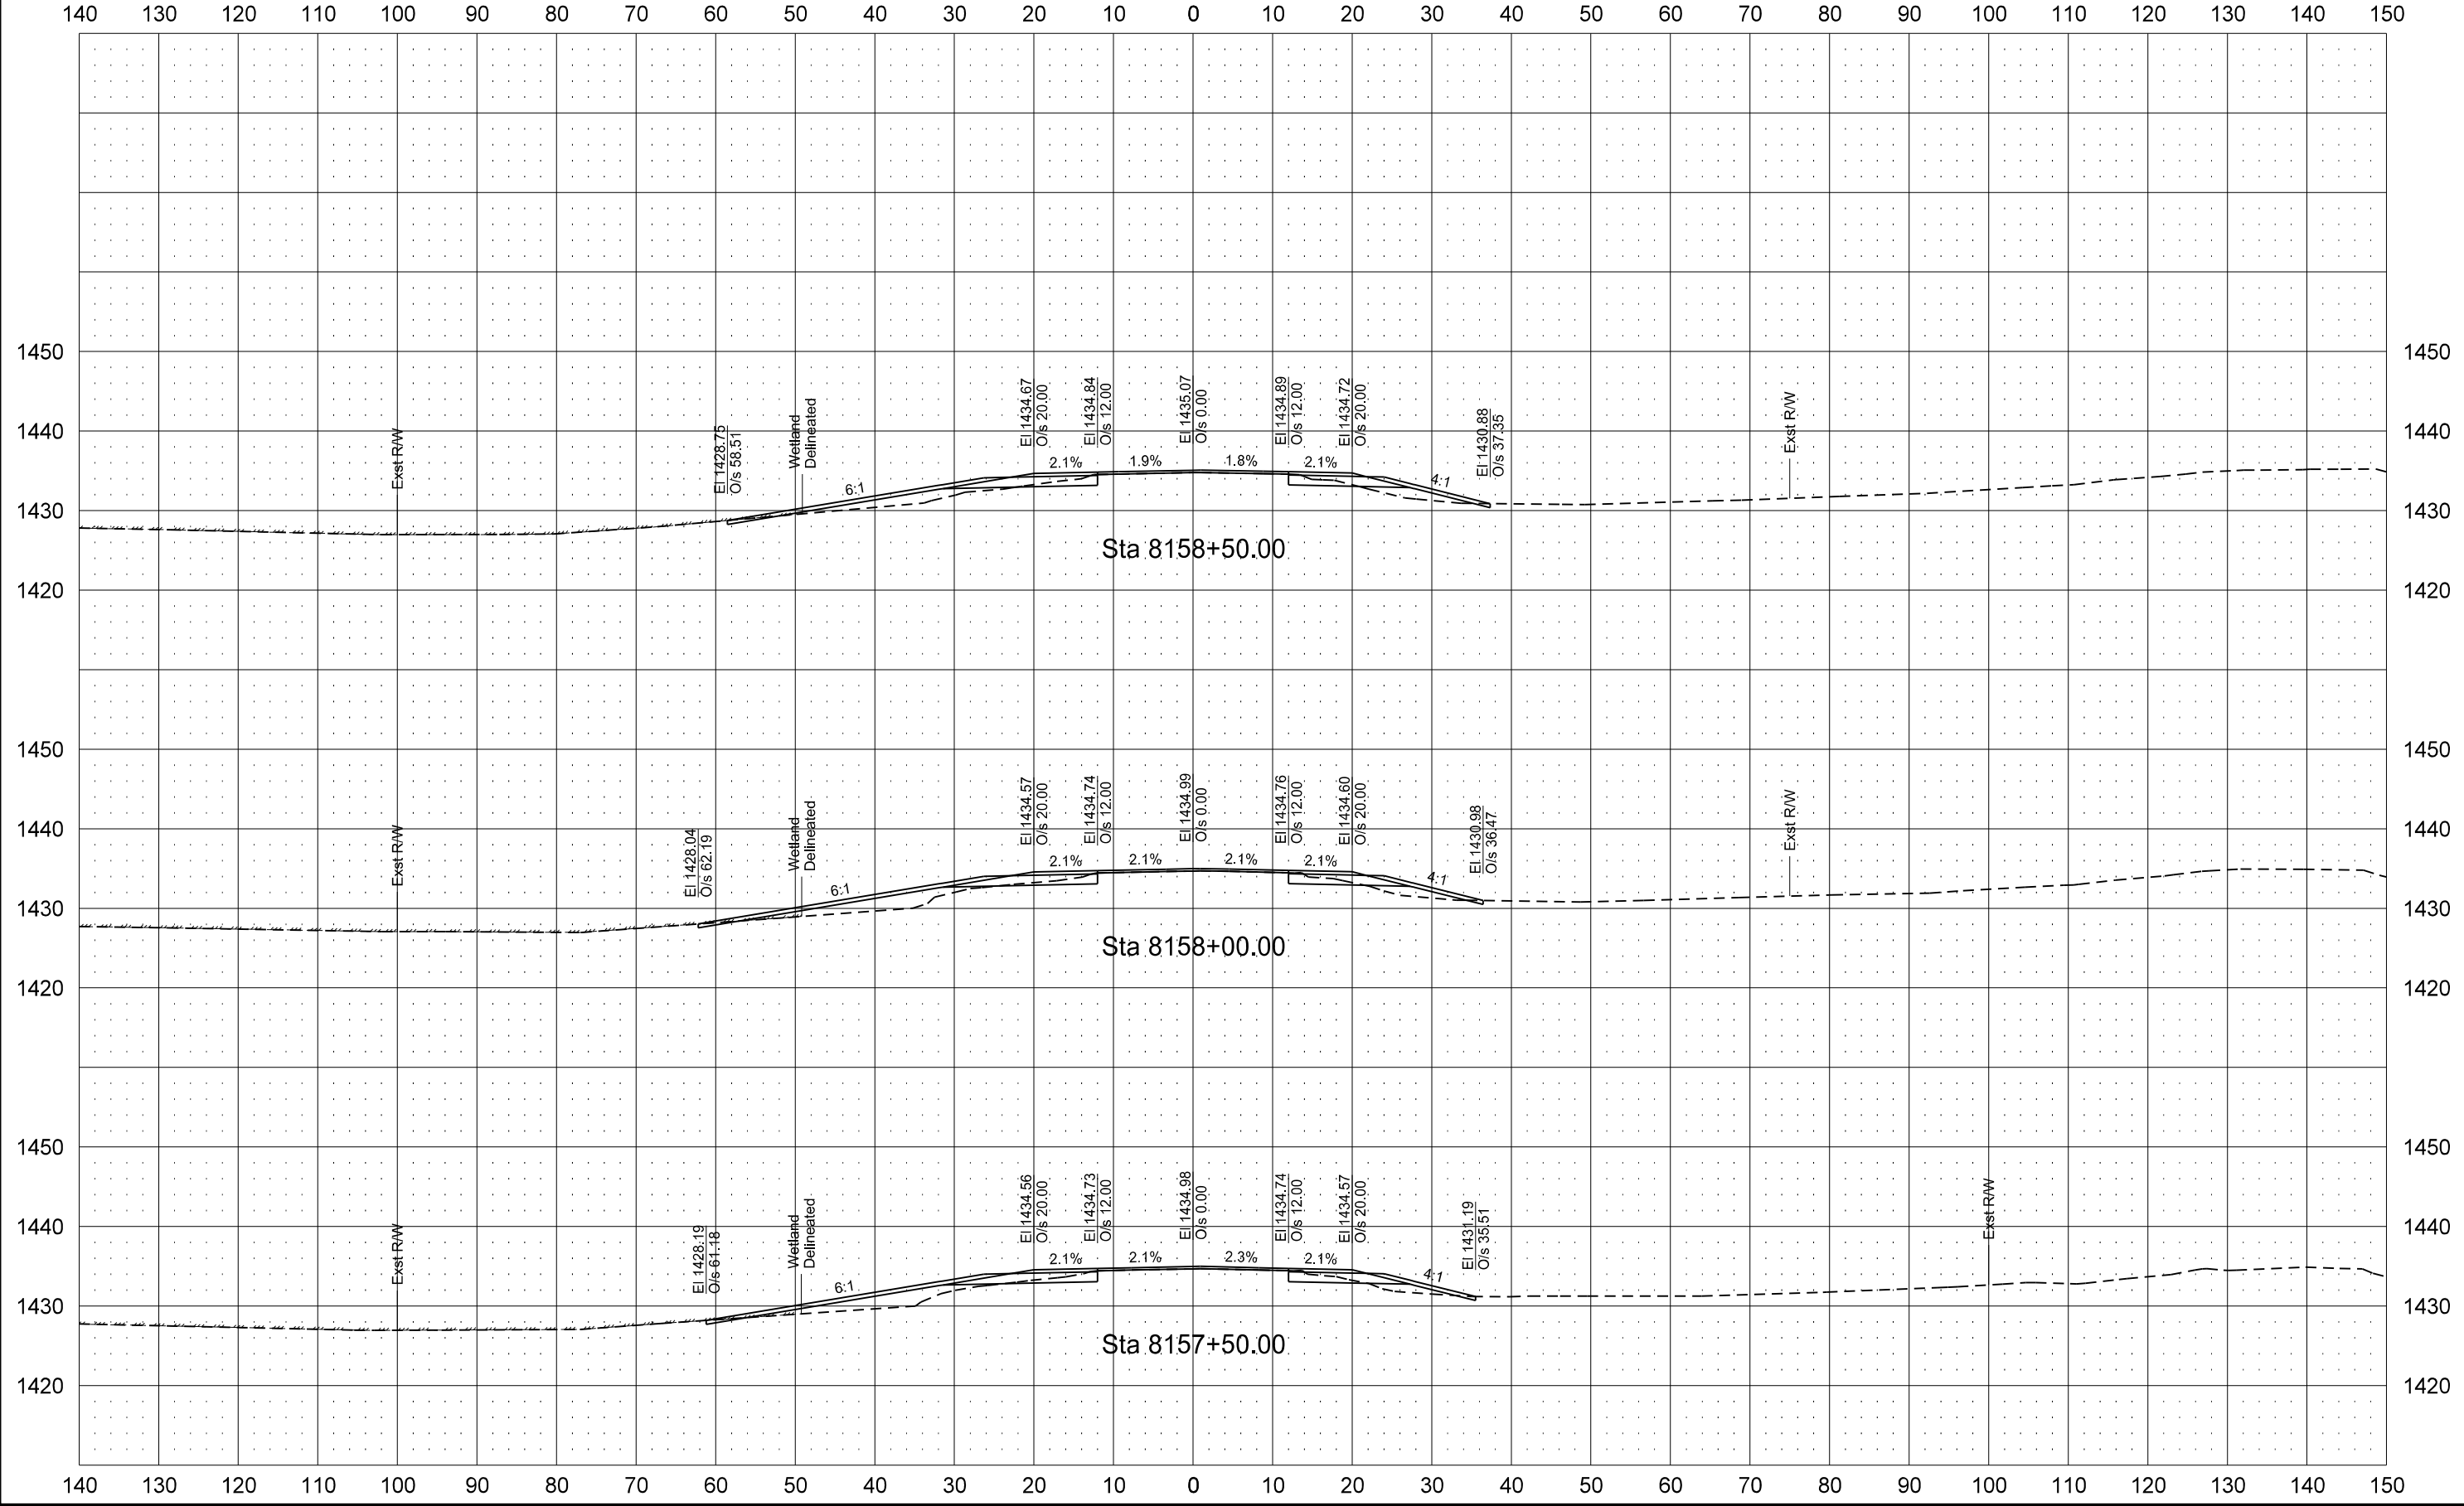 140 130 120 110 100 90 80 70 60 50 40 30 20 10 0 10 20 30 40 50 60 70 80 90 100 110 120 130 140 150
1450 1450
1440 1440
1430 1430
1420 1420
Exst R/W
El 1428.75
O/s 58.51
Wetland
Delineated
6:1
El 1434.67
O/s 20.00
2.1%
El 1434.84
O/s 12.00
1.9%
El 1435.07
O/s 0.00
1.8%
El 1434.89
O/s 12.00
2.1%
El 1434.72
O/s 20.00
4:1
El 1430.88
O/s 37.35
Exst R/W
Sta 8158+50.00
1450 1450
1440 1440
1430 1430
1420 1420
Exst R/W
El 1428.04
O/s 62.19
Wetland
Delineated
6:1
El 1434.57
O/s 20.00
2.1%
El 1434.74
O/s 12.00
2.1%
El 1434.99
O/s 0.00
2.1%
El 1434.76
O/s 12.00
2.1%
El 1434.60
O/s 20.00
4:1
El 1430.98
O/s 36.47
Exst R/W
Sta 8158+00.00
1450 1450
1440 1440
1430 1430
1420 1420
Exst R/W
El 1428.19
O/s 61.18
Wetland
Delineated
6:1
El 1434.56
O/s 20.00
2.1%
El 1434.73
O/s 12.00
2.1%
El 1434.98
O/s 0.00
2.3%
El 1434.74
O/s 12.00
2.1%
El 1434.57
O/s 20.00
4:1
El 1431.19
O/s 35.51
Exst R/W
Sta 8157+50.00
140 130 120 110 100 90 80 70 60 50 40 30 20 10 0 10 20 30 40 50 60 70 80 90 100 110 120 130 140 150